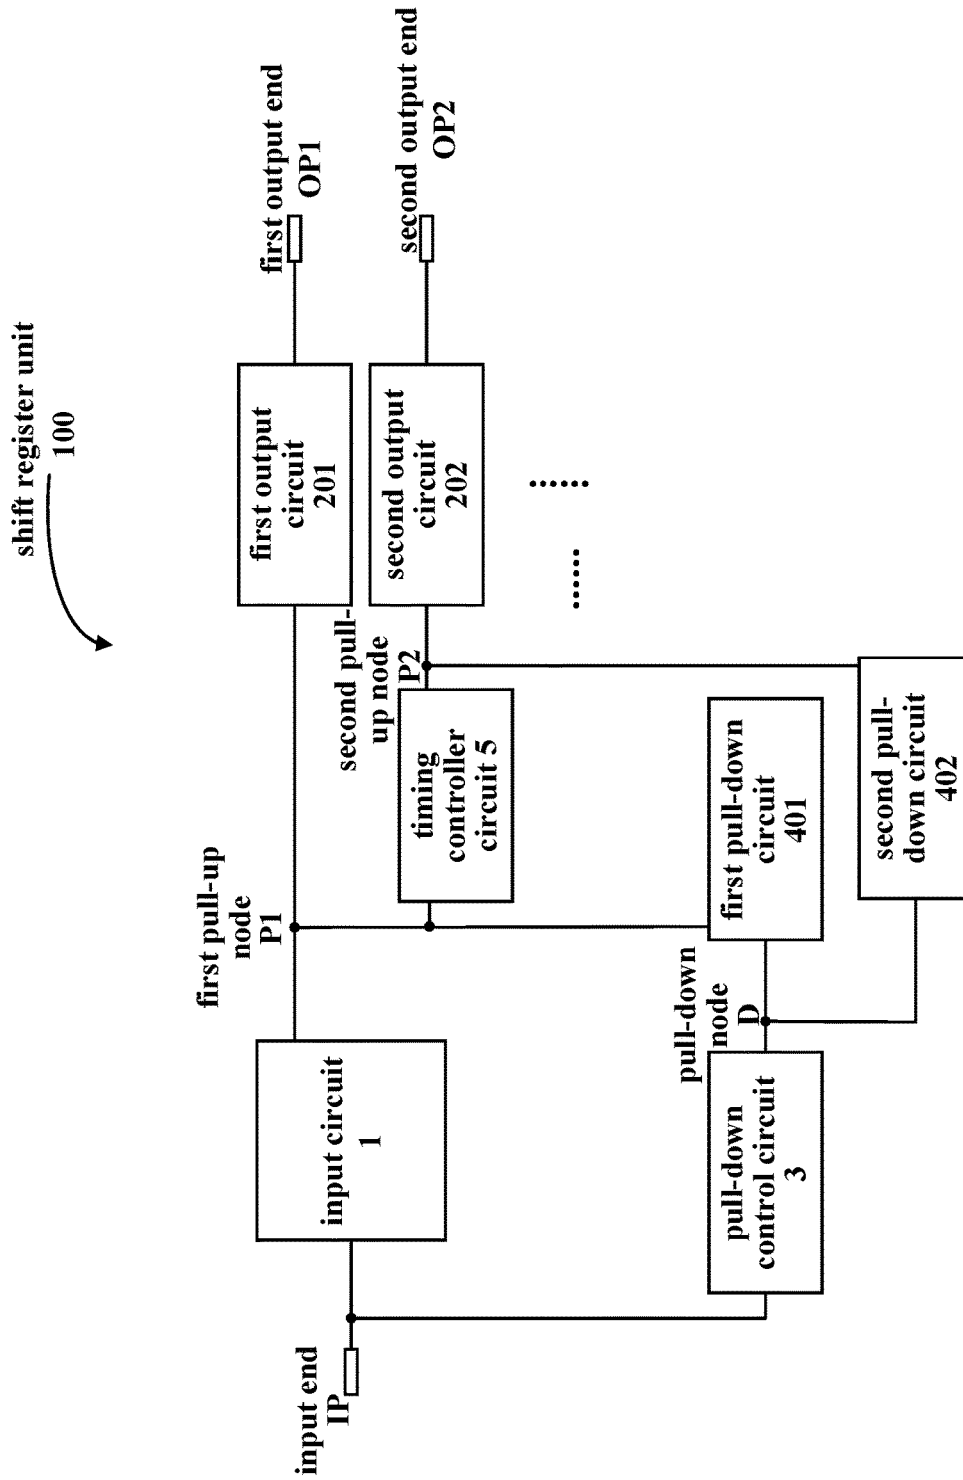 shift register unit
100
first output end
OP1
second output end
OP2
first output
circuit
201
second output
circuit
202
second pull-
up node
P2
timing
controller
circuit 5
first pull-up
node
P1
first pull-down
circuit
401
second pull-
down circuit
402
pull-down
node
D
input circuit
1
pull-down
control circuit
3
input end
IP